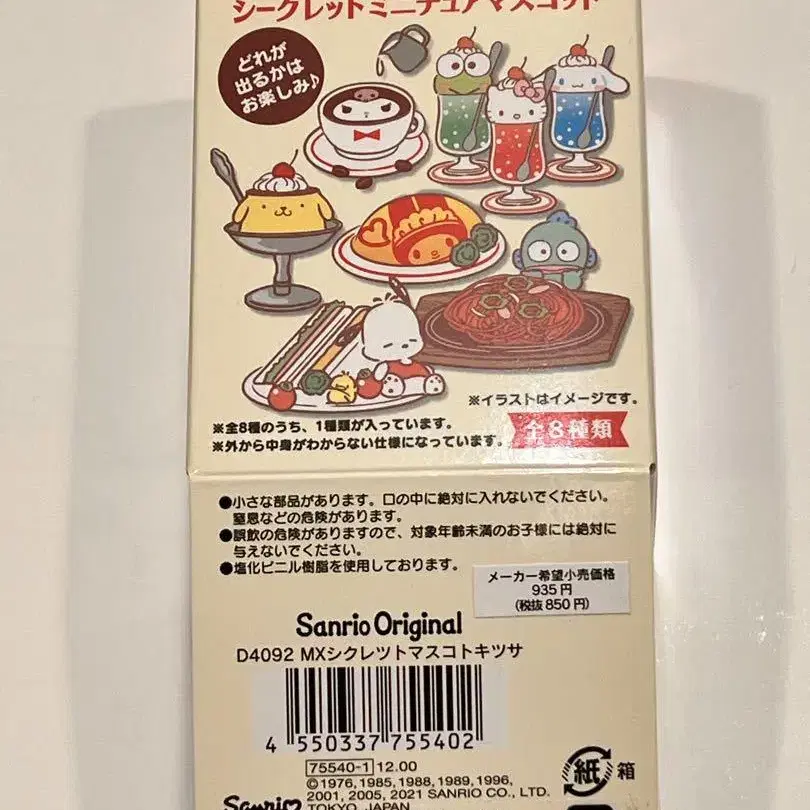 シークレットミニチュアマスコット
どれが
出るかは
お楽しみ♪
※イラストはイメージです。
※全8種のうち、1種類が入っています。
※外から中身がわからない仕様になっています。
全8種類
●小さな部品があります。口の中に絶対に入れないでください。
窒息などの危険があります。
●誤飲の危険がありますので、対象年齢未満のお子様には絶対に
与えないでください。
●塩化ビニル樹脂を使用しております。
メーカー希望小売価格
935円
(税抜850円)
Sanrio Original
D4092 MXシクレツトマスコトキツサ
4 550337 755402
75540-1 12.00
©1976, 1985, 1988, 1989, 1996,
2001, 2005, 2021 SANRIO CO., LTD.
TOKYO, JAPAN
Sanrio
紙 箱